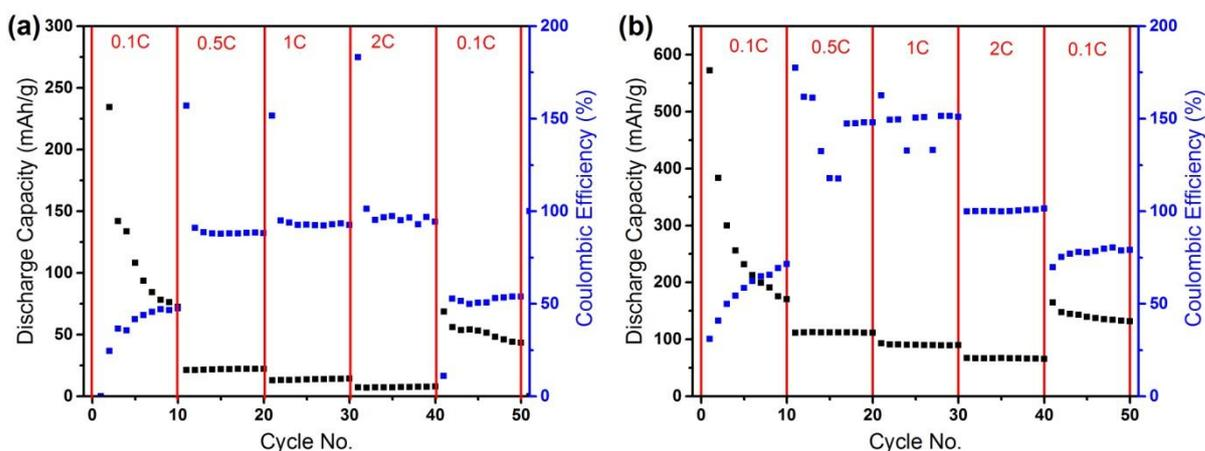 (a)
300
250
200
150
100
50
0
Discharge Capacity (mAh/g)
0.1C 0.5C 1C 2C 0.1C
200
150
100
50
0
Coulombic Efficiency (%)
0 10 20 30 40 50
Cycle No.
(b)
600
500
400
300
200
100
0
Discharge Capacity (mAh/g)
0.1C 0.5C 1C 2C 0.1C
200
150
100
50
0
Coulombic Efficiency (%)
0 10 20 30 40 50
Cycle No.